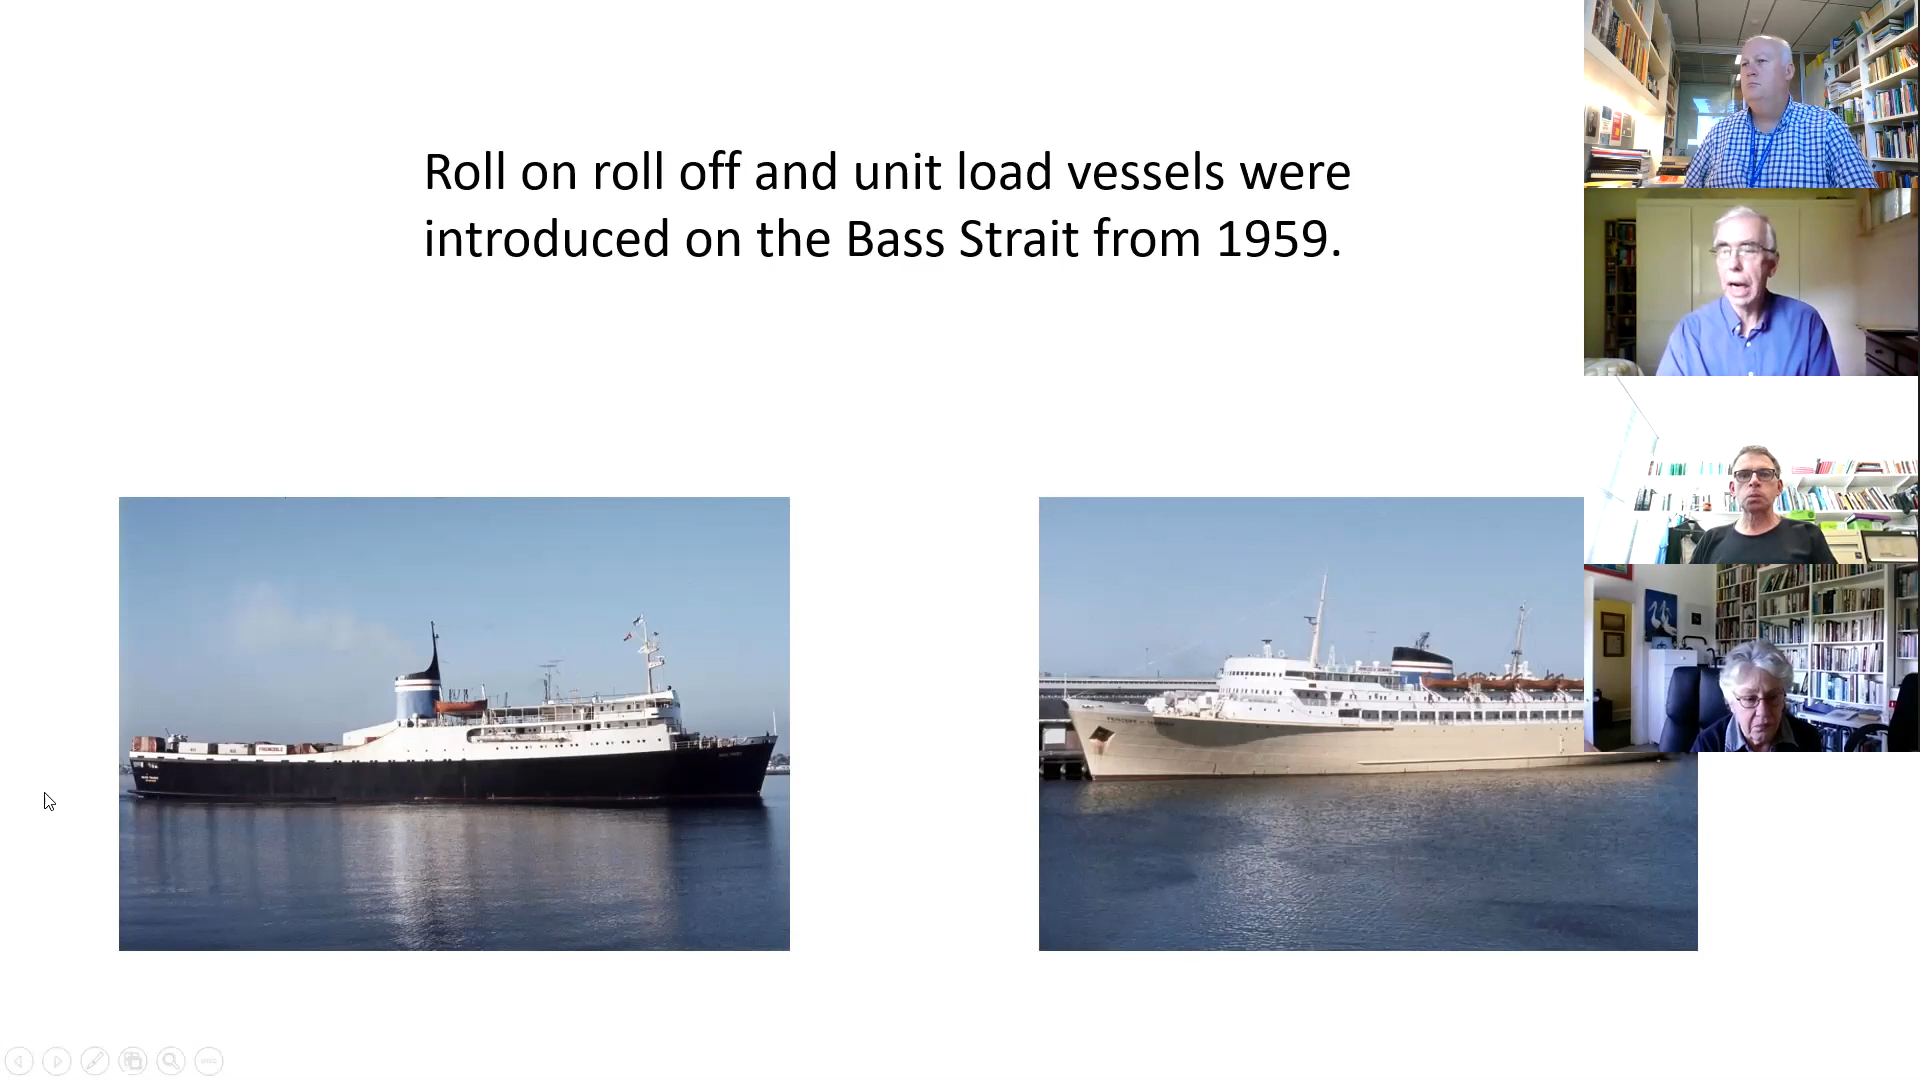 Roll on roll off and unit load vessels were
introduced on the Bass Strait from 1959.